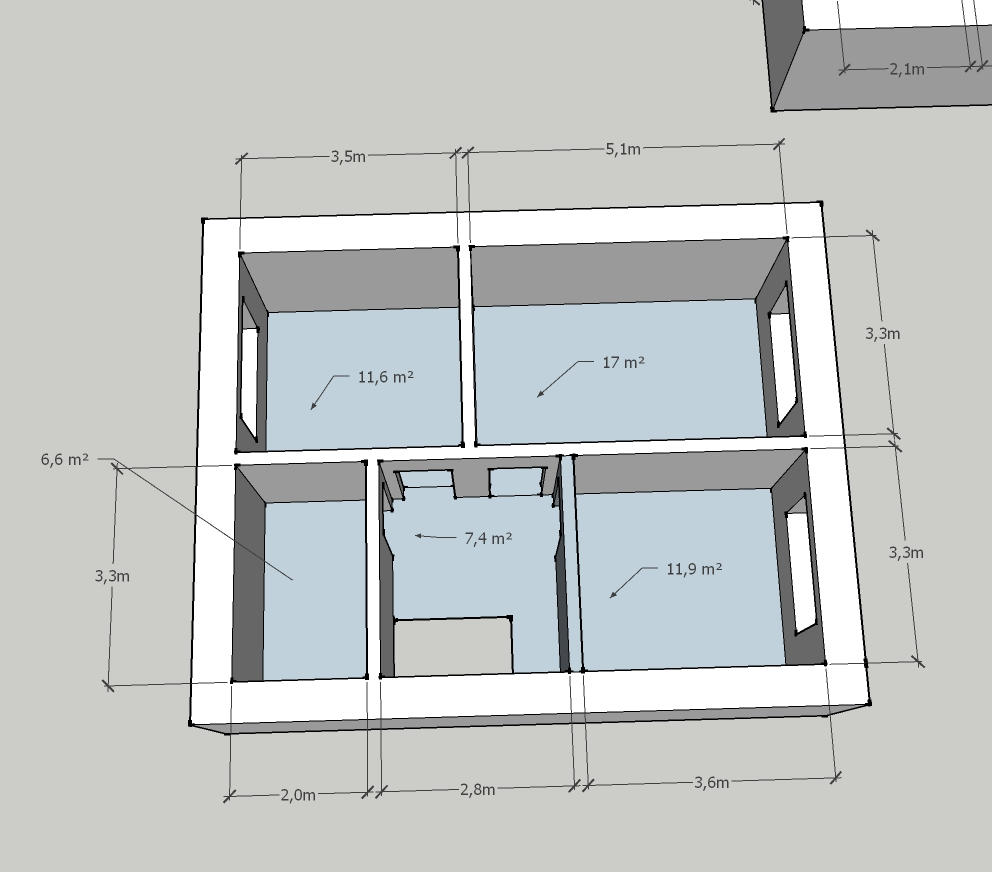 2,1m
3,5m
5,1m
3,3m
11,6 m²
17 m²
6,6 m²
7,4 m²
3,3m
11,9 m²
3,3m
2,0m
2,8m
3,6m